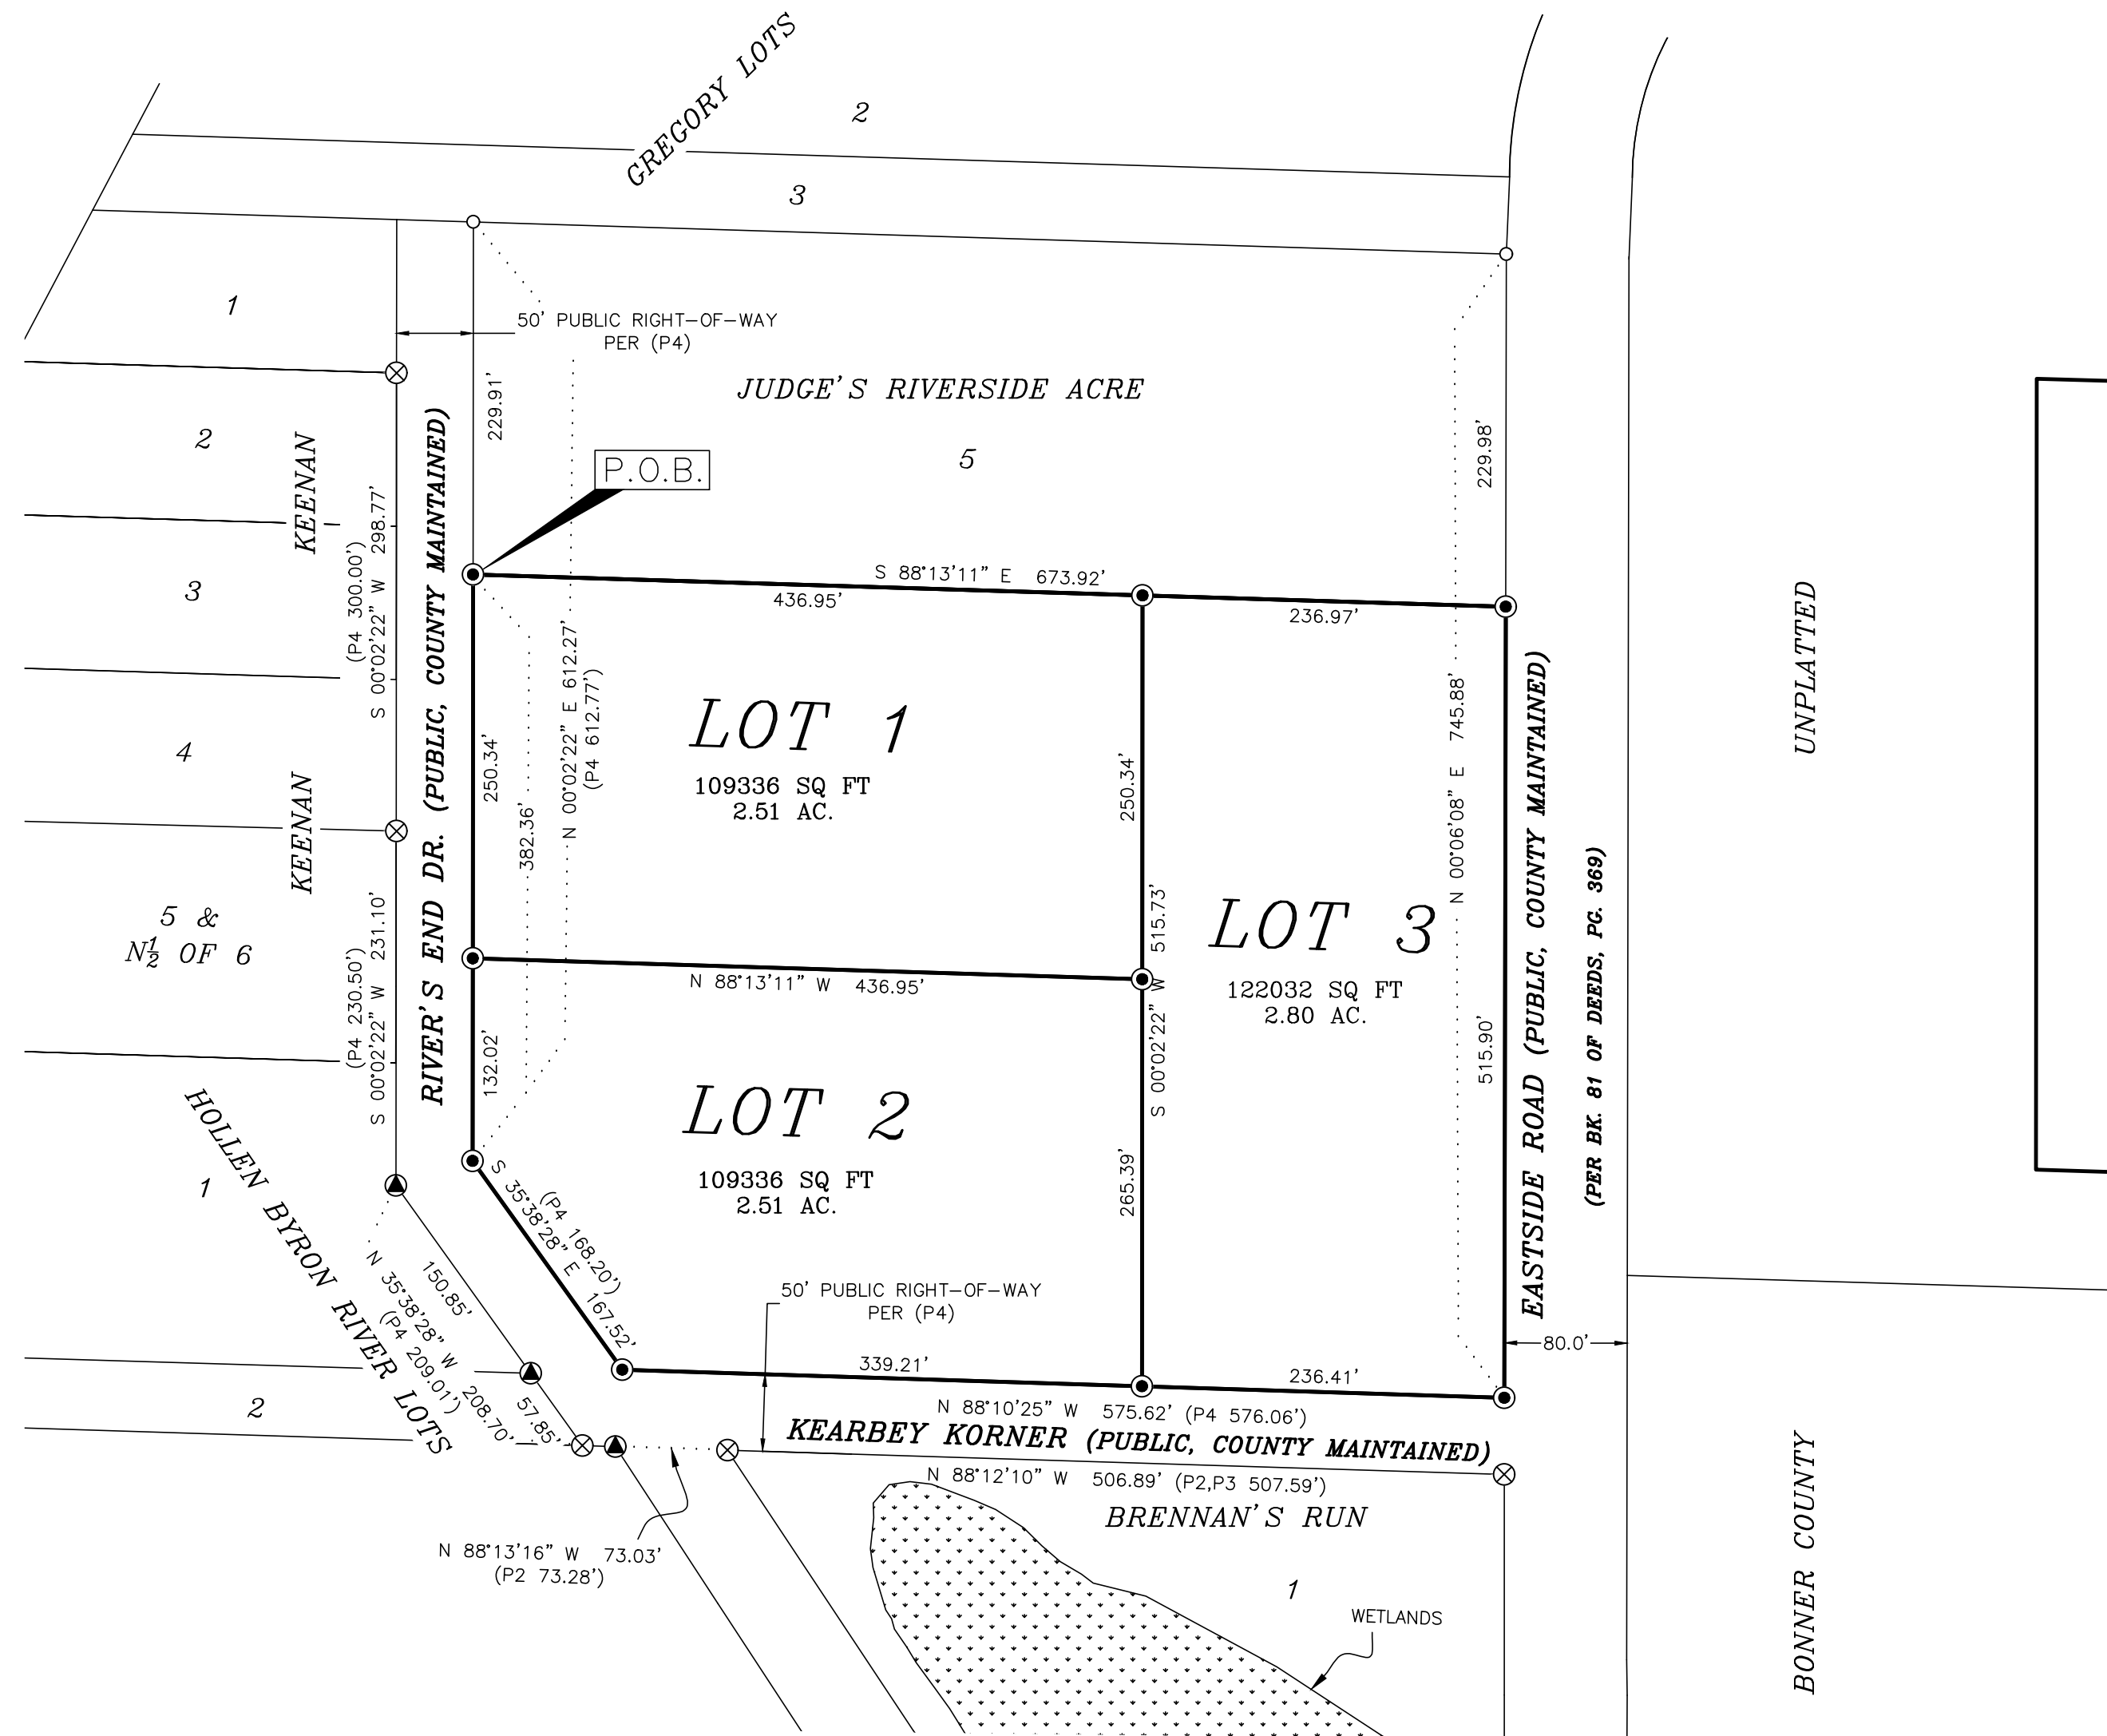 GREGORY LOTS
2
3
1
50' PUBLIC RIGHT-OF-WAY
PER (P4)
229.91'
JUDGE'S RIVERSIDE ACRE
5
229.98'
2
KEENAN
P.O.B.
3
(P4 300.00')
S 00°02'22" W 298.77'
RIVER'S END DR. (PUBLIC, COUNTY MAINTAINED)
S 88°13'11" E 673.92'
436.95'
236.97'
UNPLATTED
4
KEENAN
250.34'
382.36'
N 00°02'22" E 612.27'
(P4 612.77')
LOT 1
109336 SQ FT
2.51 AC.
250.34'
N 00°06'08" E 745.88'
EASTSIDE ROAD (PUBLIC, COUNTY MAINTAINED)
(PER BK. 81 OF DEEDS, PG. 369)
5 &
N½ OF 6
(P4 230.50')
S 00°02'22" W 231.10'
N 88°13'11" W 436.95'
S 00°02'22" W 515.73'
LOT 3
122032 SQ FT
2.80 AC.
515.90'
132.02'
LOT 2
109336 SQ FT
2.51 AC.
265.39'
HOLLEN BYRON RIVER LOTS
1
S 35°38'28" E 167.52'
(P4 168.20')
150.85'
N 35°38'28" W 208.70'
(P4 209.01')
57.85'
2
50' PUBLIC RIGHT-OF-WAY
PER (P4)
339.21'
236.41'
80.0'
N 88°10'25" W 575.62' (P4 576.06')
KEARBEY KORNER (PUBLIC, COUNTY MAINTAINED)
N 88°12'10" W 506.89' (P2,P3 507.59')
BRENNAN'S RUN
N 88°13'16" W 73.03'
(P2 73.28')
1
WETLANDS
BONNER COUNTY